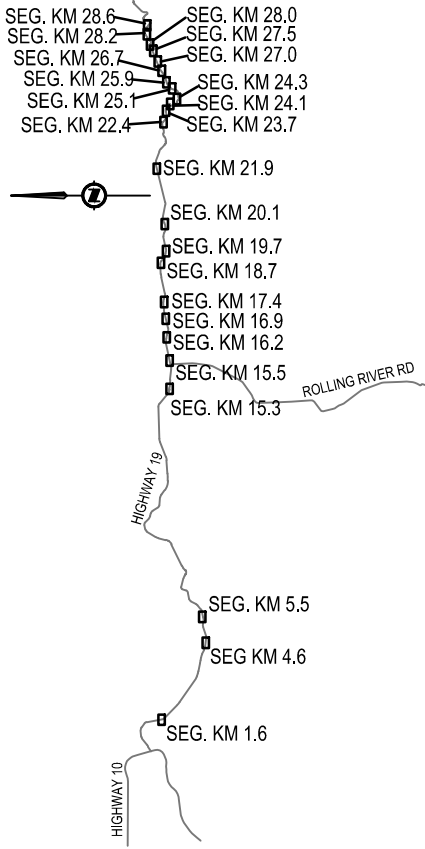 SEG. KM 28.6
SEG. KM 28.0
SEG. KM 28.2
SEG. KM 27.5
SEG. KM 26.7
SEG. KM 27.0
SEG. KM 25.9
SEG. KM 24.3
SEG. KM 25.1
SEG. KM 24.1
SEG. KM 22.4
SEG. KM 23.7
SEG. KM 21.9
Z
SEG. KM 20.1
SEG. KM 19.7
SEG. KM 18.7
SEG. KM 17.4
SEG. KM 16.9
SEG. KM 16.2
SEG. KM 15.5
ROLLING RIVER RD
SEG. KM 15.3
HIGHWAY 19
SEG. KM 5.5
SEG KM 4.6
SEG. KM 1.6
HIGHWAY 10